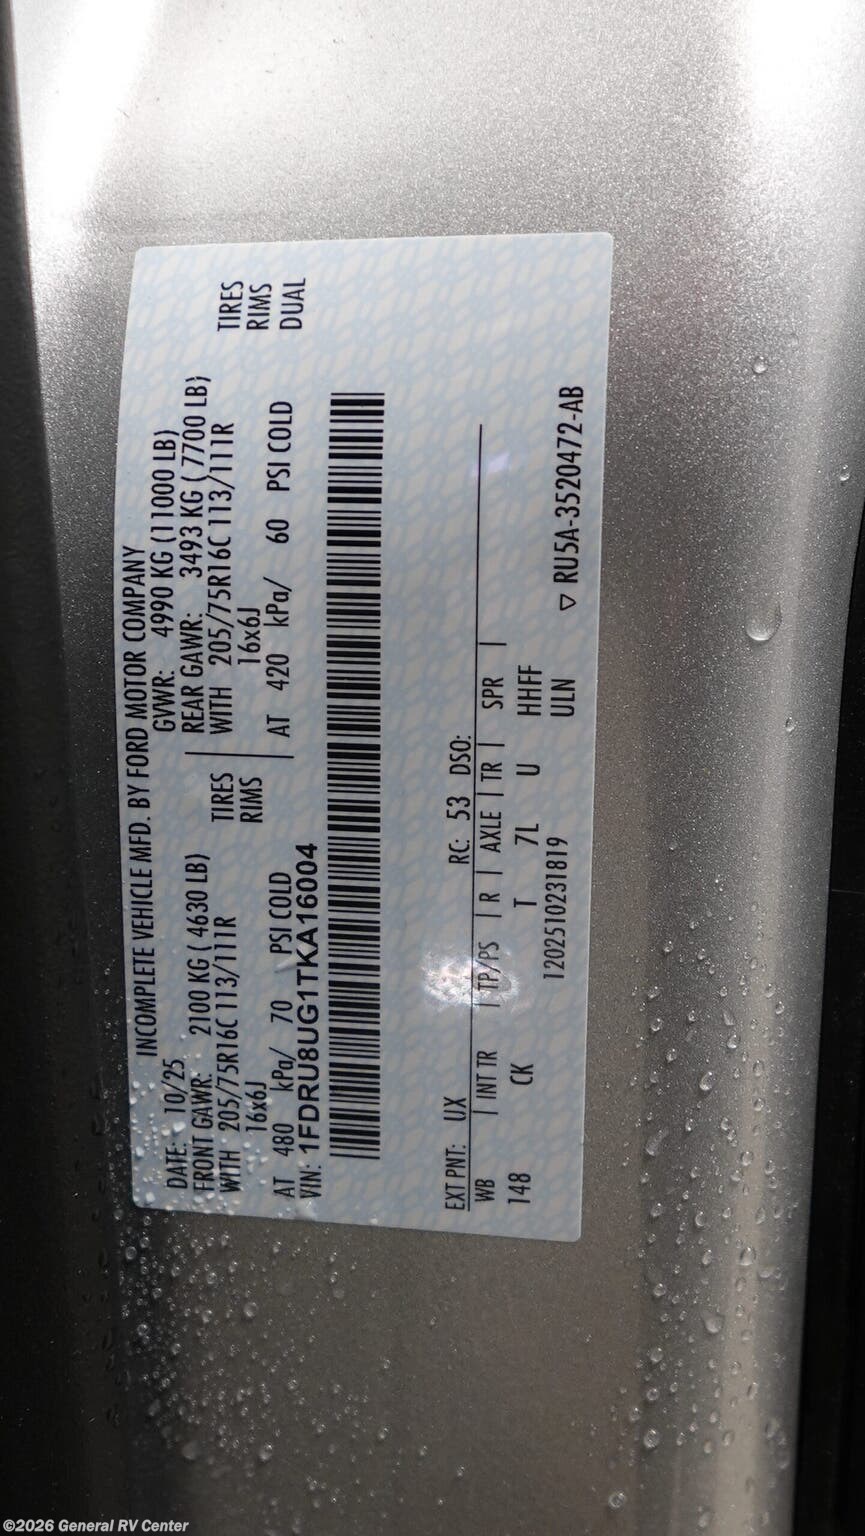 INCOMPLETE VEHICLE MFD. BY FORD MOTOR COMPANY
DATE: 10/25 GVWR: 4990 KG (11000 LB)
FRONT GAWR: 2100 KG ( 4630 LB) REAR GAWR: 3493 KG ( 7700 LB)
WITH 205/75R16C 113/111R TIRES WITH 205/75R16C 113/111R TIRES
16x6J RIMS 16x6J RIMS
AT 480 kPa/ 70 PSI COLD AT 420 kPa/ 60 PSI COLD DUAL
VIN: 1FDRU8UG1TKA16004
EXT PNT: UX RC: 53 DSO:
WB | INT TR | TP/PS | R | AXLE | TR | SPR |
148 CK T 7L U HHFF
1202510231819 ULN
▽ RU5A-3520472-AB
©2026 General RV Center